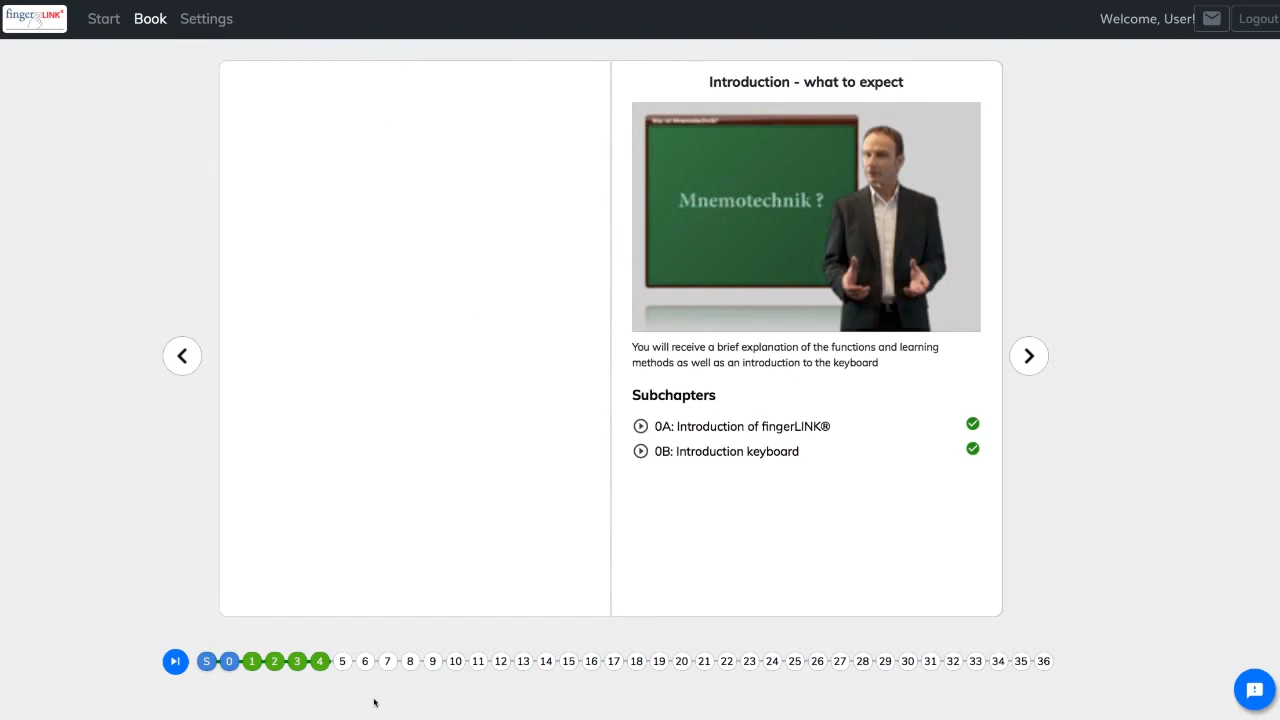 fingerLINK®
Start Book Settings
Welcome, User!
Logout
Introduction - what to expect
Was ist Mnemotechnik?
Mnemotechnik ?
You will receive a brief explanation of the functions and learning
methods as well as an introduction to the keyboard
Subchapters
0A: Introduction of fingerLINK®
0B: Introduction keyboard
S 0 1 2 3 4 5 6 7 8 9 10 11 12 13 14 15 16 17 18 19 20 21 22 23 24 25 26 27 28 29 30 31 32 33 34 35 36